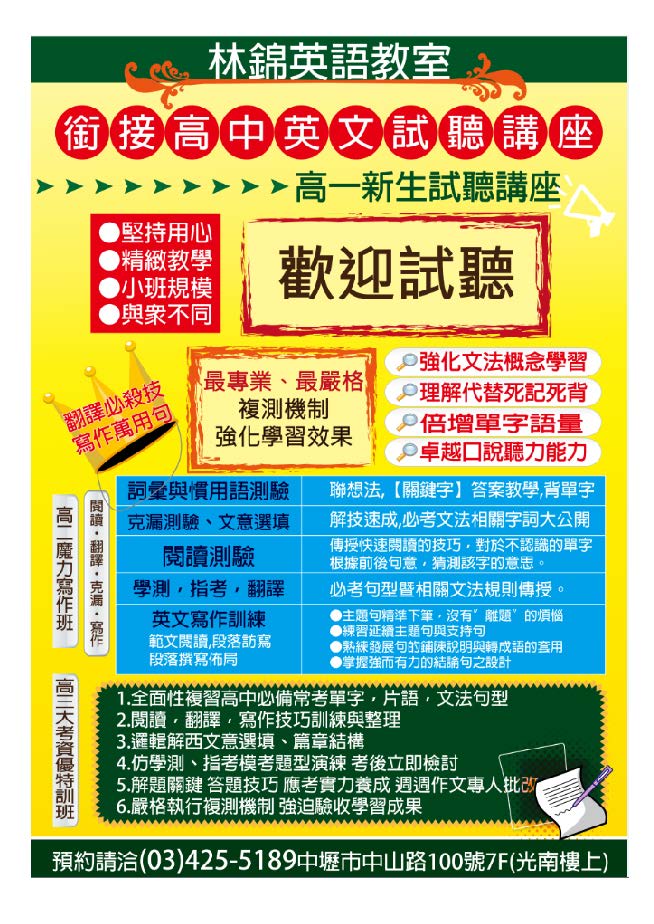 林錦英語教室
銜接高中英文試聽講座
高一新生試聽講座
●堅持用心
●精緻教學
●小班規模
●與眾不同
歡迎試聽
翻譯必殺技
寫作萬用句
最專業、最嚴格
複測機制
強化學習效果
強化文法概念學習
理解代替死記死背
倍增單字語量
卓越口說聽力能力
高二魔力寫作班
閱讀・翻譯・克漏・寫作
詞彙與慣用語測驗
聯想法,【關鍵字】答案教學,背單字
克漏測驗、文意選填
解技速成,必考文法相關字詞大公開
閱讀測驗
傳授快速閱讀的技巧，對於不認識的單字
根據前後句意，猜測該字的意思。
學測，指考，翻譯
必考句型暨相關文法規則傳授。
英文寫作訓練
範文閱讀,段落訪寫
段落撰寫佈局
●主題句精準下筆，沒有”離題”的煩惱
●練習延續主題句與支持句
●熟練發展句的鋪陳說明與轉成語的套用
●掌握強而有力的結論句之設計
高三大考資優特訓班
1.全面性複習高中必備常考單字，片語，文法句型
2.閱讀，翻譯，寫作技巧訓練與整理
3.邏輯解西文意選填、篇章結構
4.仿學測、指考模考題型演練 考後立即檢討
5.解題關鍵 答題技巧 應考實力養成 週週作文專人批改
6.嚴格執行複測機制 強迫驗收學習成果
預約請洽(03)425-5189中壢市中山路100號7F(光南樓上)